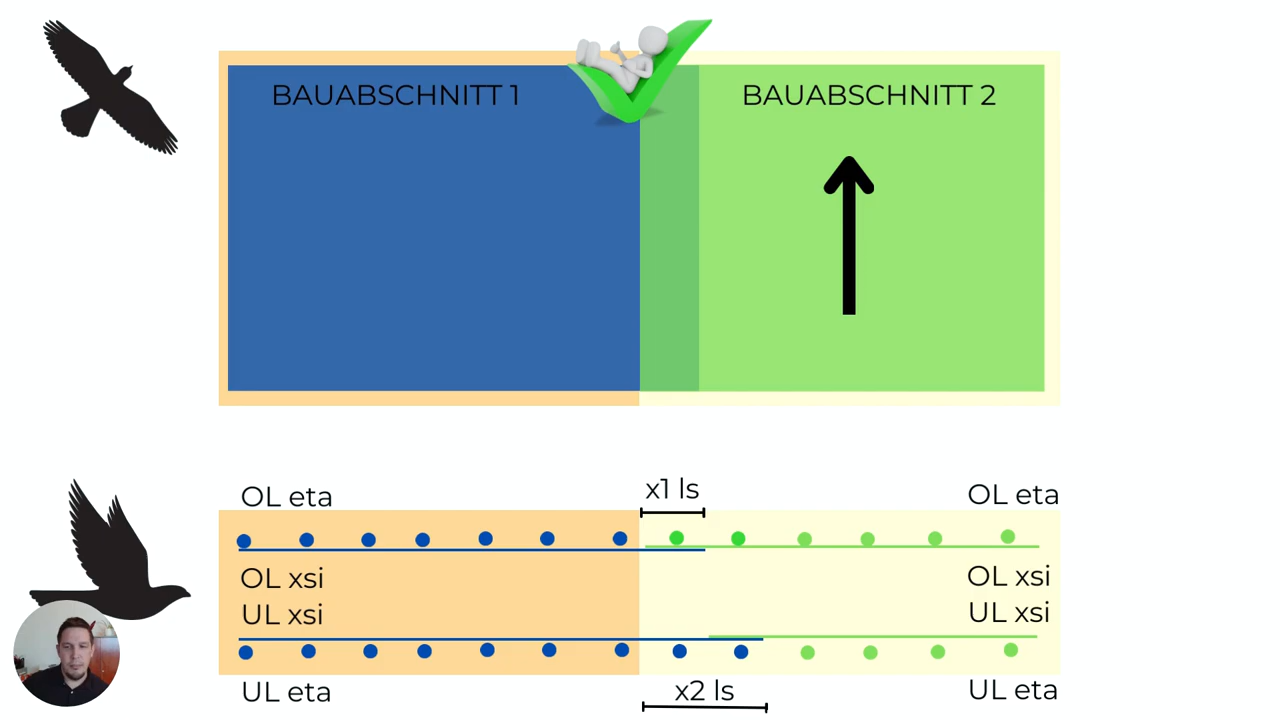 BAUABSCHNITT 1
BAUABSCHNITT 2
OL eta
x1 ls
OL eta
OL xsi
OL xsi
UL xsi
UL xsi
UL eta
x2 ls
UL eta